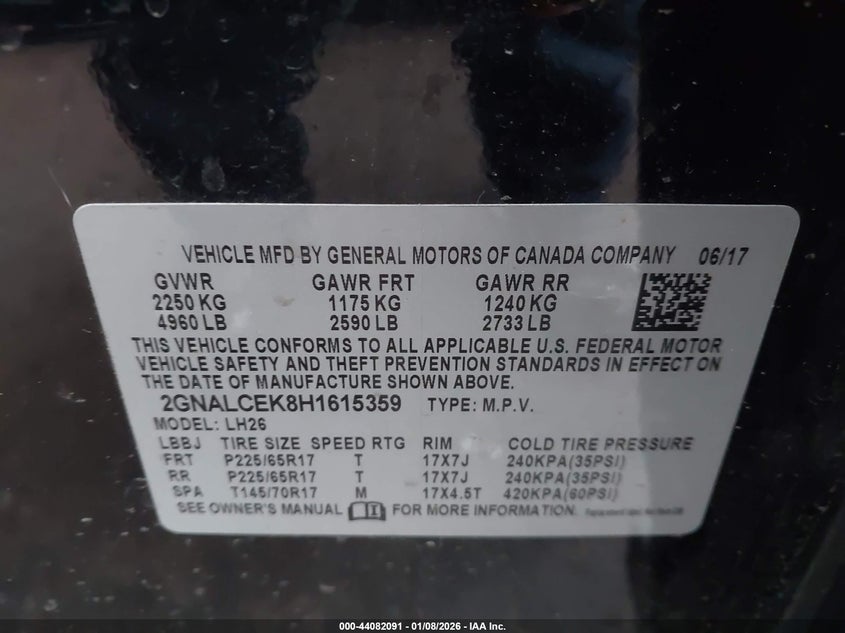 VEHICLE MFD BY GENERAL MOTORS OF CANADA COMPANY 06/17
GVWR GAWR FRT GAWR RR
2250 KG 1175 KG 1240 KG
4960 LB 2590 LB 2733 LB
THIS VEHICLE CONFORMS TO ALL APPLICABLE U.S. FEDERAL MOTOR
VEHICLE SAFETY AND THEFT PREVENTION STANDARDS IN EFFECT ON
THE DATE OF MANUFACTURE SHOWN ABOVE.
2GNALCEK8H1615359 TYPE: M.P.V.
MODEL: LH26
LBBJ TIRE SIZE SPEED RTG RIM COLD TIRE PRESSURE
FRT P225/65R17 T 17X7J 240KPA(35PSI)
RR P225/65R17 T 17X7J 240KPA(35PSI)
SPA T145/70R17 M 17X4.5T 420KPA(60PSI)
SEE OWNER'S MANUAL FOR MORE INFORMATION.
000-44082091 - 01/08/2026 - IAA Inc.